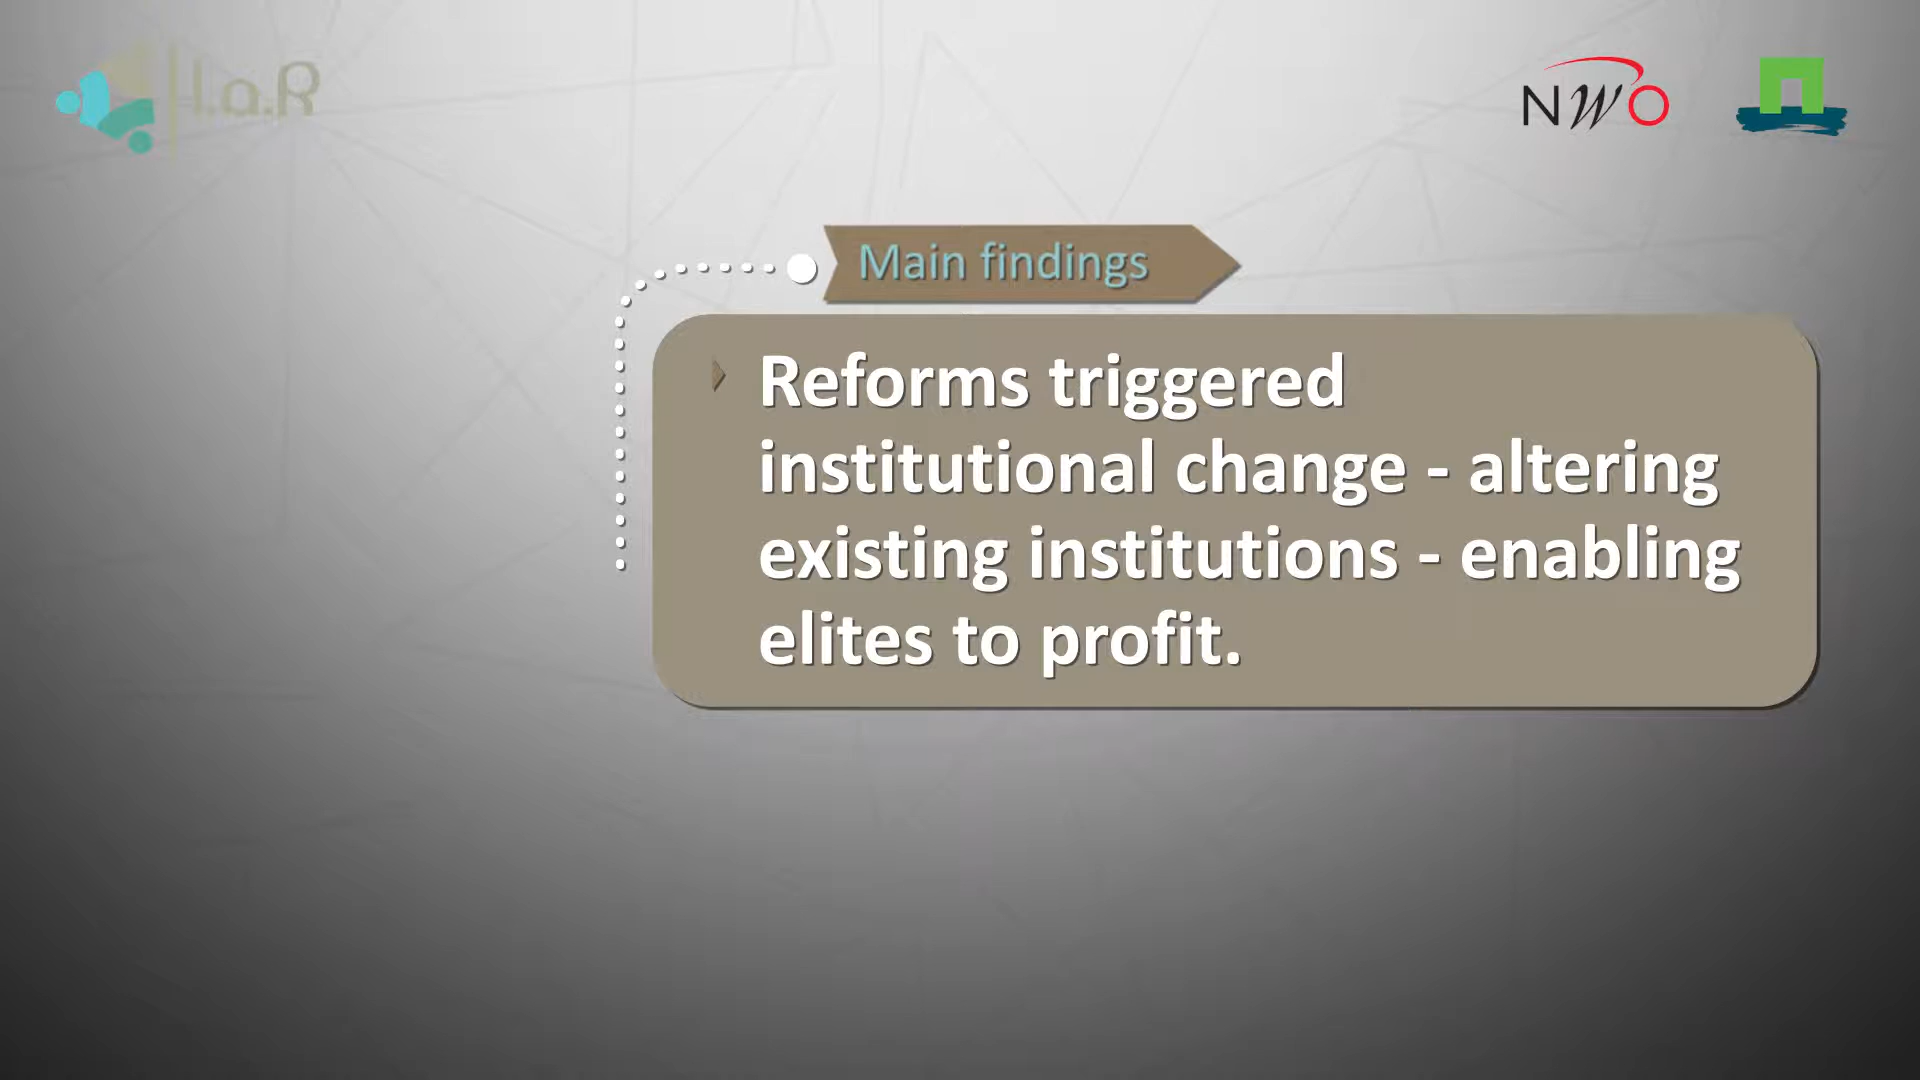 I.a.R
NWO
Main findings
Reforms triggered
institutional change - altering
existing institutions - enabling
elites to profit.